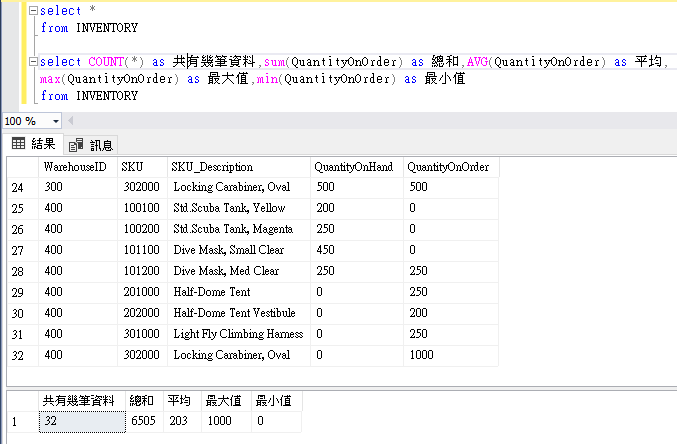 select *
from INVENTORY
select COUNT(*) as 共有幾筆資料,sum(QuantityOnOrder) as 總和,AVG(QuantityOnOrder) as 平均,
max(QuantityOnOrder) as 最大值,min(QuantityOnOrder) as 最小值
from INVENTORY
100 %
結果 訊息
WarehouseID SKU SKU_Description QuantityOnHand QuantityOnOrder
24 300 302000 Locking Carabiner, Oval 500 500
25 400 100100 Std.Scuba Tank, Yellow 200 0
26 400 100200 Std.Scuba Tank, Magenta 250 0
27 400 101100 Dive Mask, Small Clear 450 0
28 400 101200 Dive Mask, Med Clear 250 250
29 400 201000 Half-Dome Tent 0 250
30 400 202000 Half-Dome Tent Vestibule 0 200
31 400 301000 Light Fly Climbing Harness 0 250
32 400 302000 Locking Carabiner, Oval 0 1000
共有幾筆資料 總和 平均 最大值 最小值
1 32 6505 203 1000 0